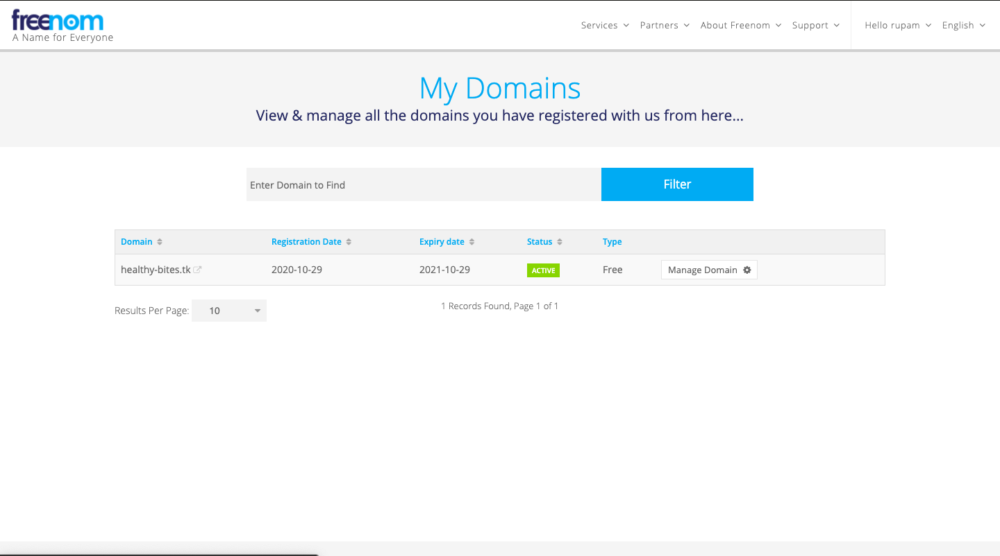 freenom
A Name for Everyone
Services Partners About Freenom Support Hello rupam English
My Domains
View & manage all the domains you have registered with us from here...
Enter Domain to Find Filter
Domain Registration Date Expiry date Status Type
healthy-bites.tk 2020-10-29 2021-10-29 ACTIVE Free Manage Domain
Results Per Page: 10 1 Records Found, Page 1 of 1